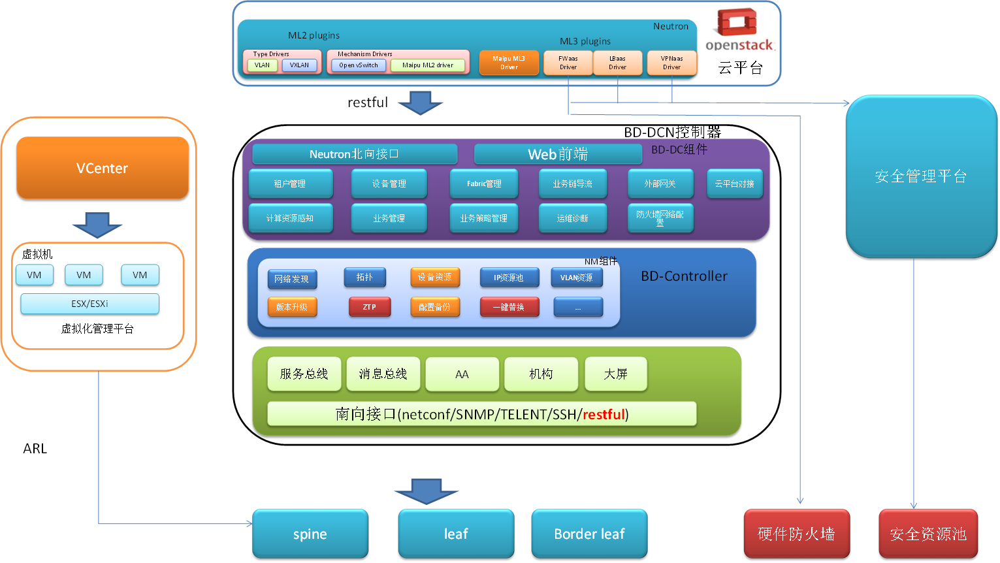 Neutron
ML2 plugins
ML3 plugins
openstack
云平台
Type Drivers
VLAN
VXLAN
Mechanism Drivers
Open vSwitch
Maipu ML2 driver
Maipu ML3
Driver
FWaas
Driver
LBaas
Driver
VPNaas
Driver
restful
BD-DCN控制器
BD-DC组件
Neutron北向接口
Web前端
租户管理
设备管理
Fabric管理
业务链导流
外部网关
云平台对接
计算资源感知
业务管理
业务策略管理
运维诊断
防火墙网络配
置
VCenter
虚拟机
VM
VM
VM
ESX/ESXi
虚拟化管理平台
安全管理平台
NM组件
BD-Controller
网络发现
拓扑
设备资源
IP资源池
VLAN资源
版本升级
ZTP
配置备份
一键替换
...
服务总线
消息总线
AA
机构
大屏
南向接口(netconf/SNMP/TELENT/SSH/restful)
ARL
spine
leaf
Border leaf
硬件防火墙
安全资源池